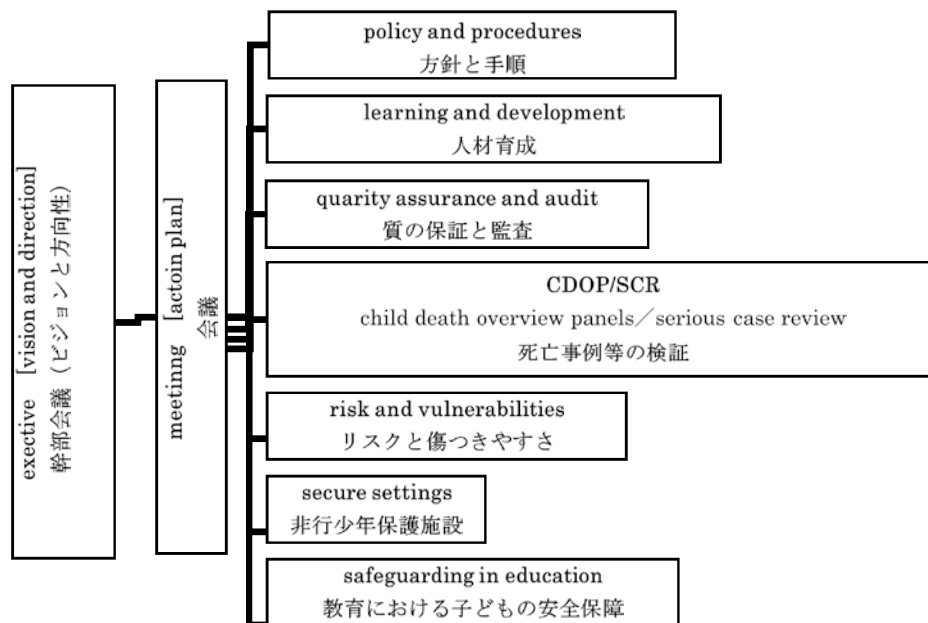 exective [vision and direction]
幹部会議（ビジョンと方向性）
meetinng [actoin plan]
会議
policy and procedures
方針と手順
learning and development
人材育成
quarity assurance and audit
質の保証と監査
CDOP/SCR
child death overview panels／serious case review
死亡事例等の検証
risk and vulnerabilities
リスクと傷つきやすさ
secure settings
非行少年保護施設
safeguarding in education
教育における子どもの安全保障